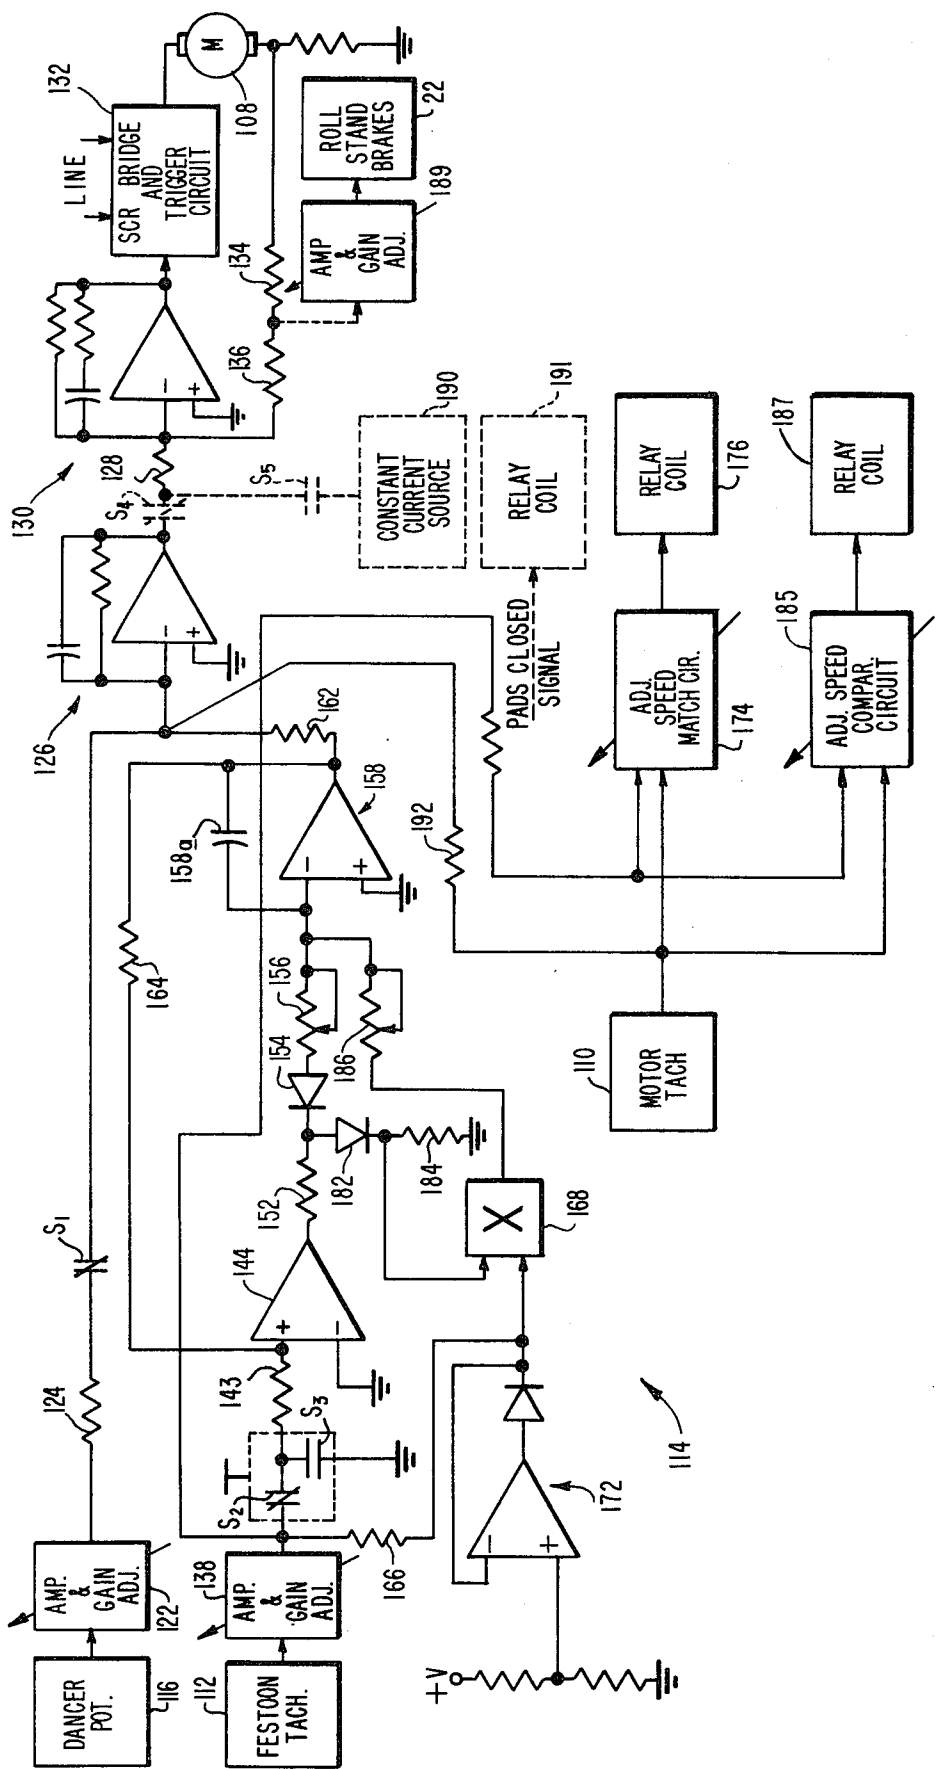 DANCER
POT.
116
AMP.
&
GAIN
ADJ.
122
124
S1
126
130
S4
128
LINE
SCR BRIDGE
AND
TRIGGER
CIRCUIT
132
M
108
134
136
AMP
&
GAIN
ADJ.
189
ROLL
STAND
BRAKES
22
164
158a
162
158
S5
CONSTANT
CURRENT
SOURCE
190
PADS CLOSED
SIGNAL
RELAY
COIL
191
FESTOON
TACH.
112
AMP.
&
GAIN
ADJ.
138
T
S2
S3
143
144
152
154
156
182
184
186
166
168
X
192
+V
172
114
MOTOR
TACH
110
ADJ.
SPEED
MATCH CIR.
174
RELAY
COIL
176
ADJ. SPEED
COMPAR.
CIRCUIT
185
RELAY
COIL
187